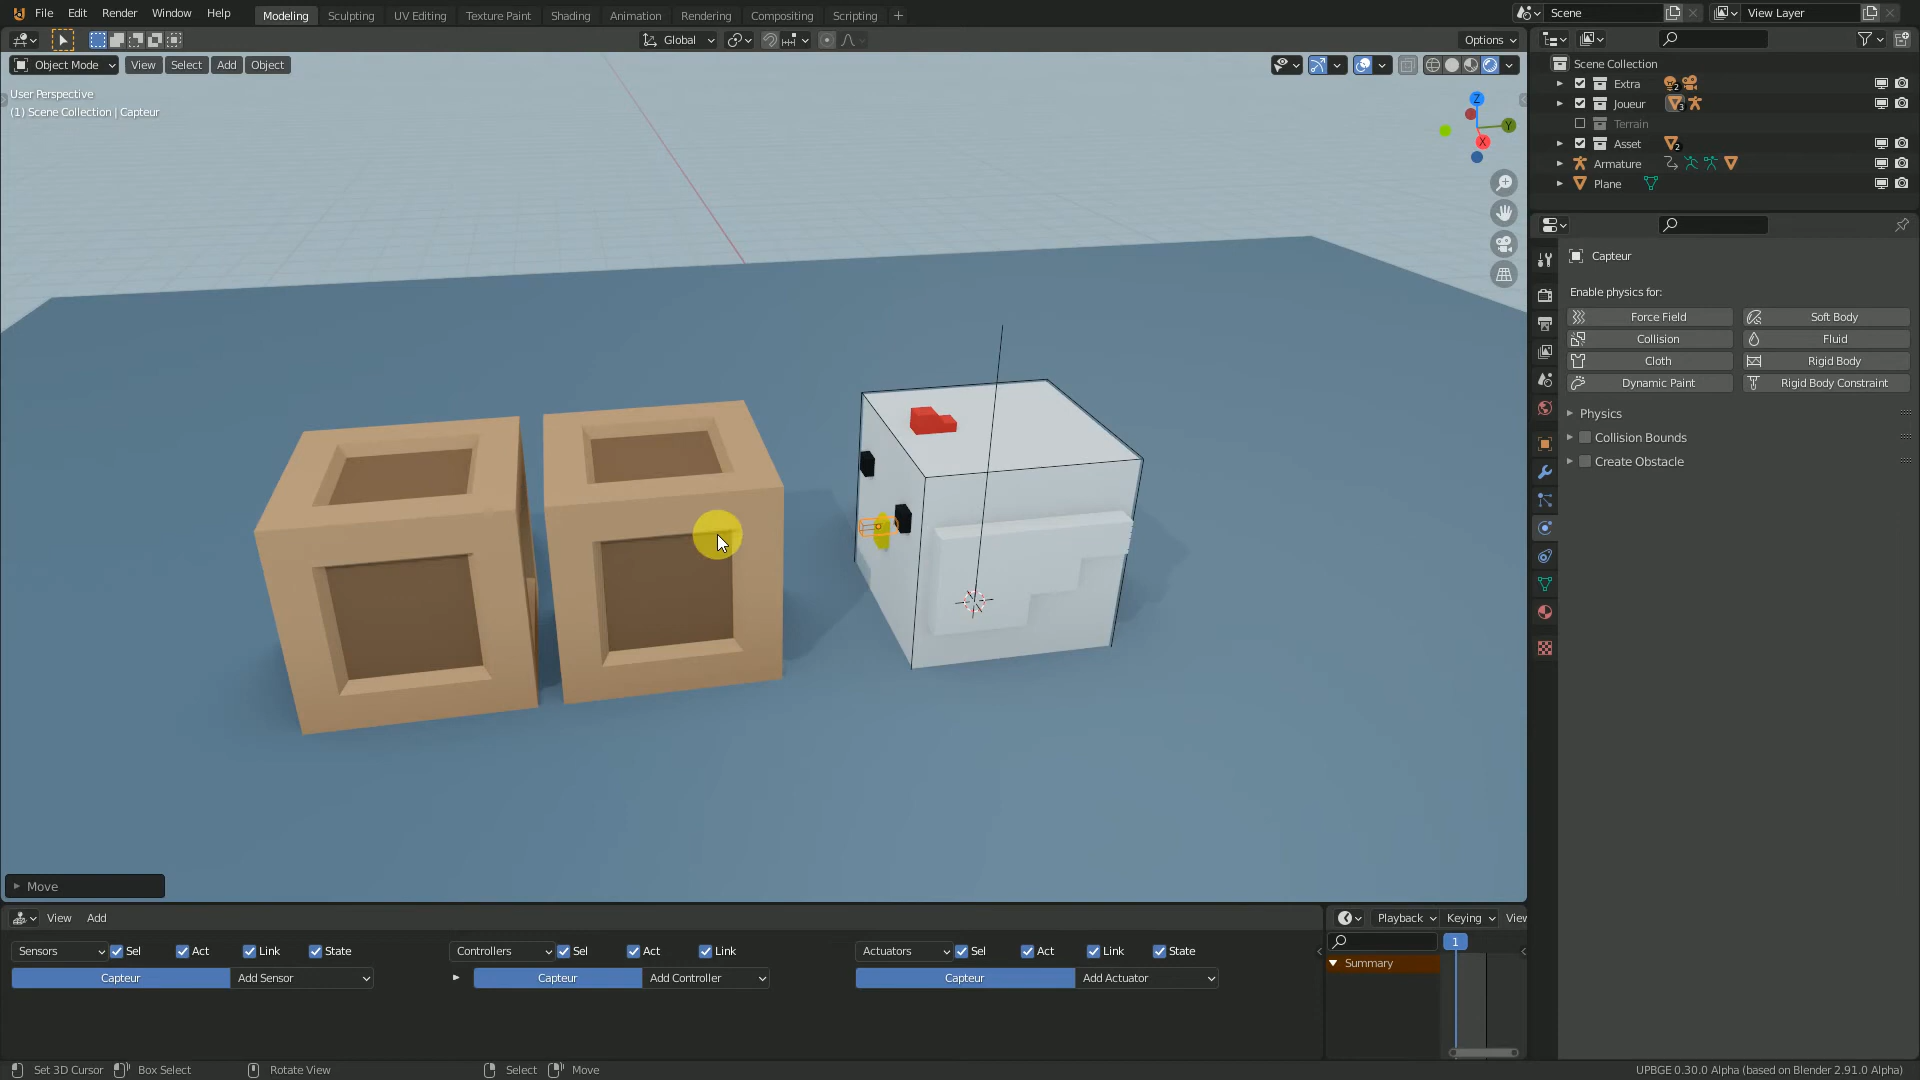 File Edit Render Window Help Modeling Sculpting UV Editing Texture Paint Shading Animation Rendering Compositing Scripting + Scene View Layer
Global Options
Object Mode View Select Add Object
User Perspective
(1) Scene Collection | Capteur
Z
Y
X
Scene Collection
Extra 2
Joueur 3
Terrain
Asset 2
Armature
Plane
Capteur
Enable physics for:
Force Field Soft Body
Collision Fluid
Cloth Rigid Body
Dynamic Paint Rigid Body Constraint
Physics
Collision Bounds
Create Obstacle
Move
View Add Playback Keying View
Sensors Sel Act Link State Controllers Sel Act Link Actuators Sel Act Link State 1
Capteur Add Sensor Capteur Add Controller Capteur Add Actuator Summary
Set 3D Cursor Box Select Rotate View Select Move UPBGE 0.30.0 Alpha (based on Blender 2.91.0 Alpha)